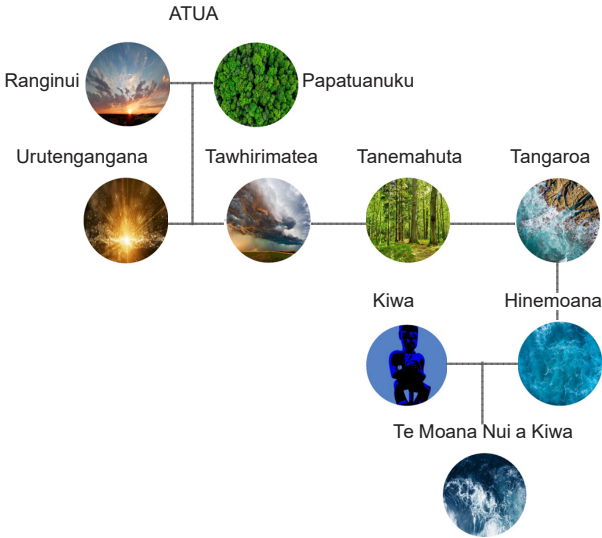 ATUA
Ranginui
Papatuanuku
Urutengangana
Tawhirimatea
Tanemahuta
Tangaroa
Kiwa
Hinemoana
Te Moana Nui a Kiwa